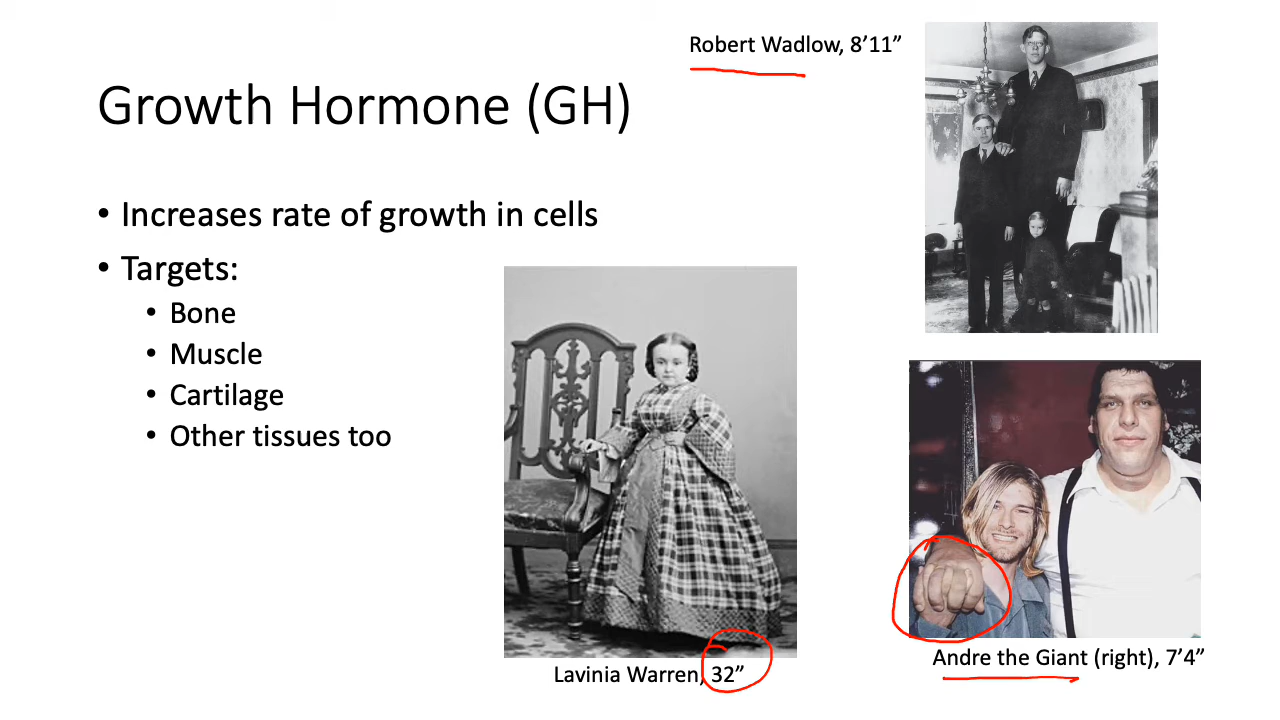 Robert Wadlow, 8’11”
Growth Hormone (GH)
• Increases rate of growth in cells
• Targets:
• Bone
• Muscle
• Cartilage
• Other tissues too
Lavinia Warren, 32”
Andre the Giant (right), 7’4”